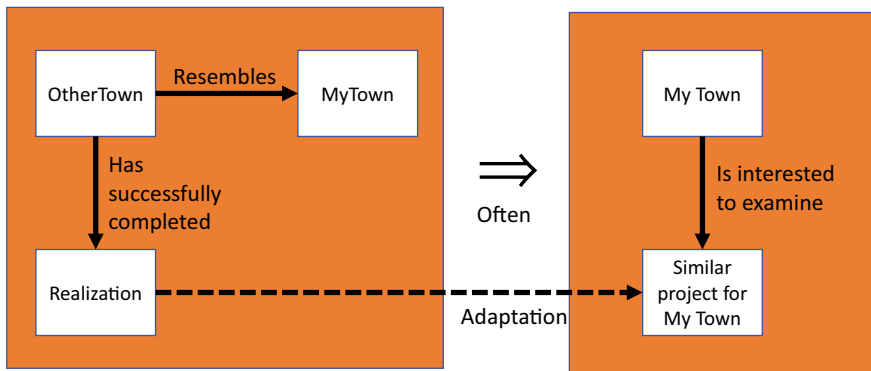 OtherTown
Resembles
MyTown
Has
successfully
completed
Realization
⇒
Often
Adaptation
My Town
Is interested
to examine
Similar
project for
My Town